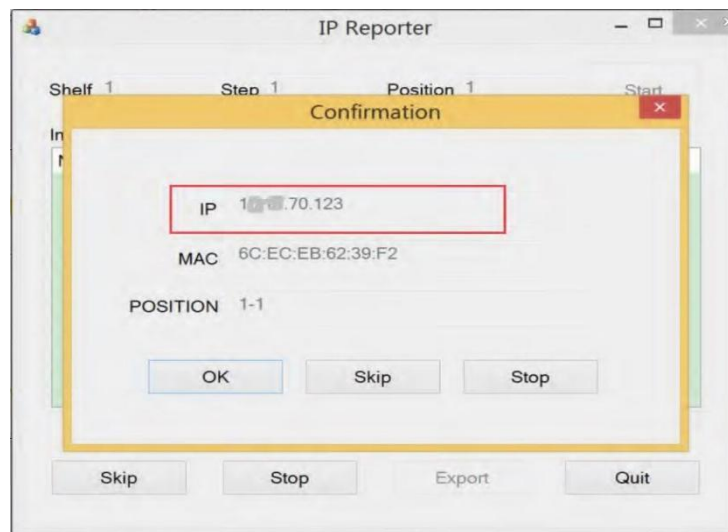 IP Reporter
Shelf 1 Step 1 Position 1 Start
Confirmation
IP .70.123
MAC 6C:EC:EB:62:39:F2
POSITION 1-1
OK Skip Stop
Skip Stop Export Quit